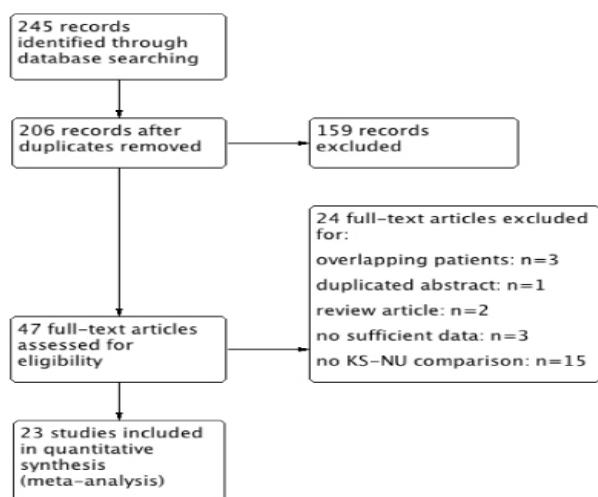 245 records
identified through
database searching
206 records after
duplicates removed
159 records
excluded
24 full-text articles excluded
for:
overlapping patients: n=3
duplicated abstract: n=1
review article: n=2
no sufficient data: n=3
no KS-NU comparison: n=15
47 full-text articles
assessed for
eligibility
23 studies included
in quantitative
synthesis
(meta-analysis)